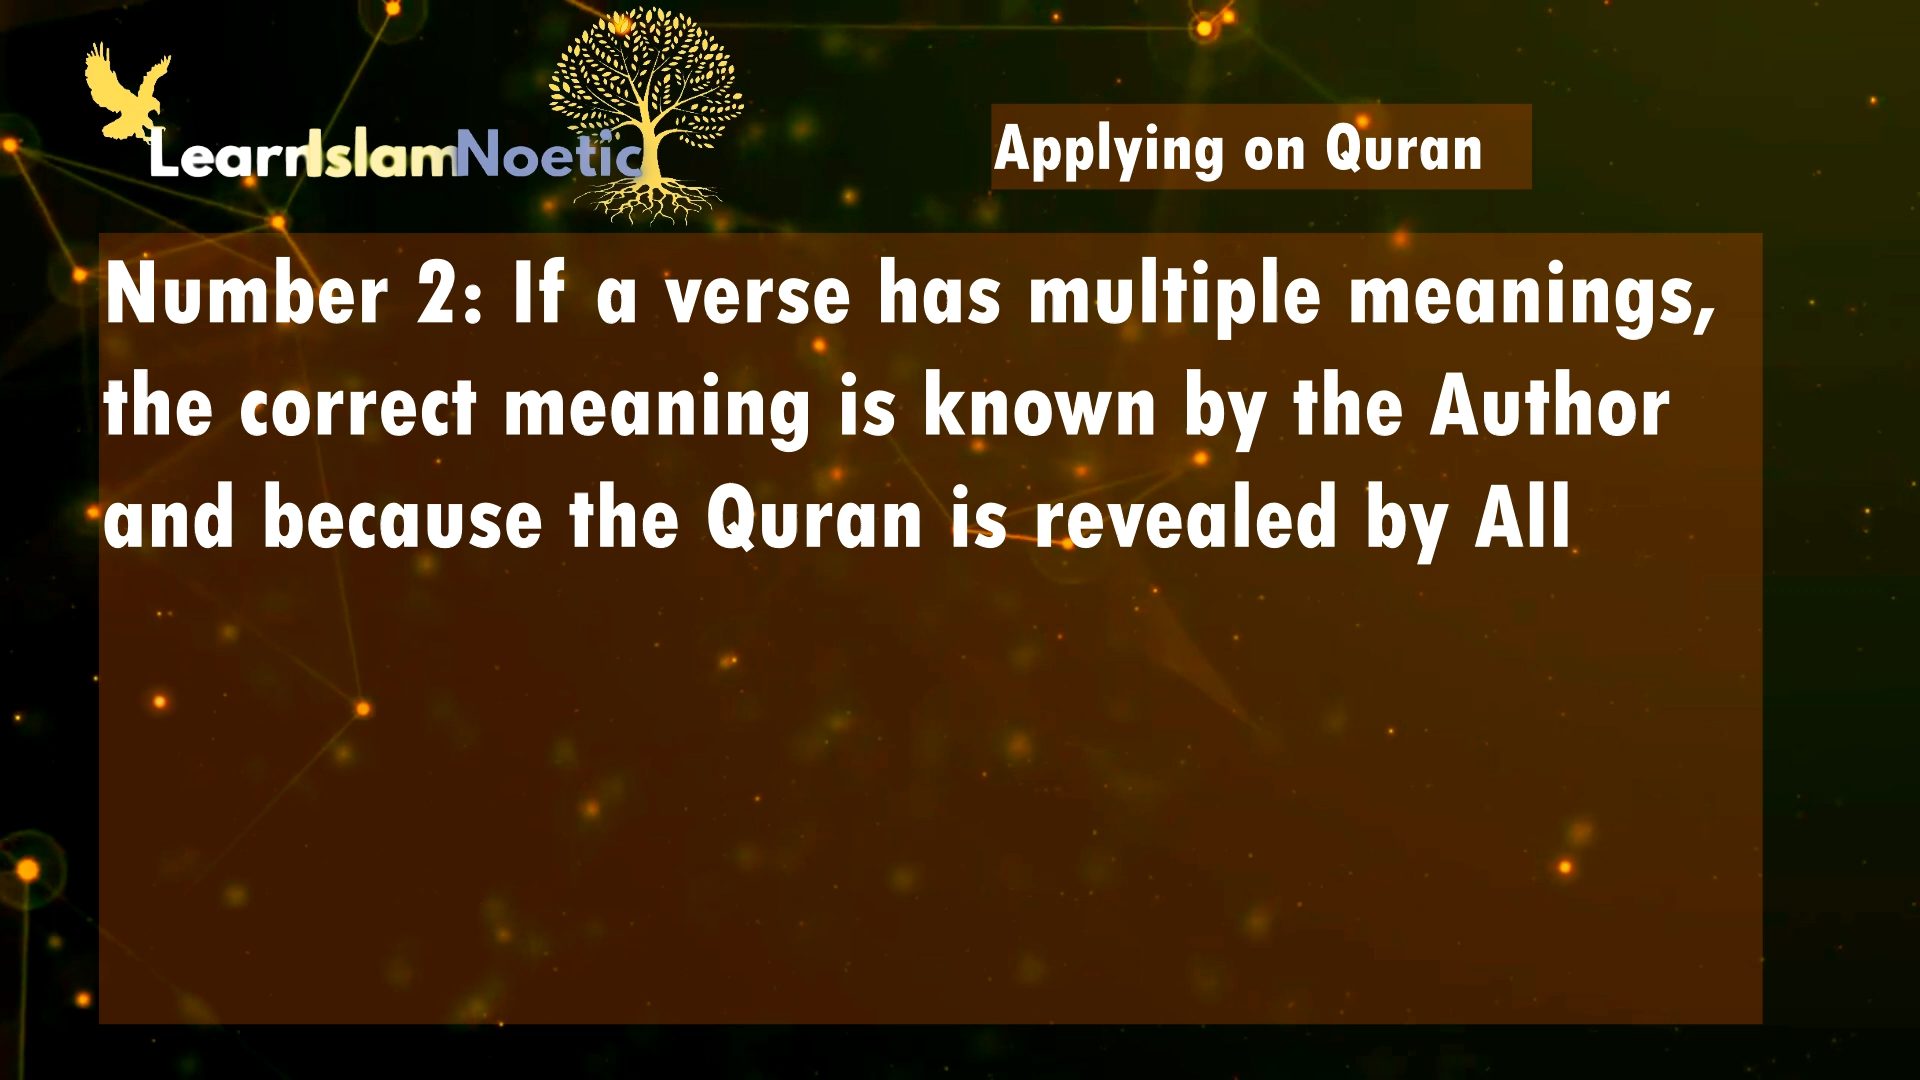 LearnIslamNoetic
Applying on Quran
Number 2: If a verse has multiple meanings,
the correct meaning is known by the Author
and because the Quran is revealed by All